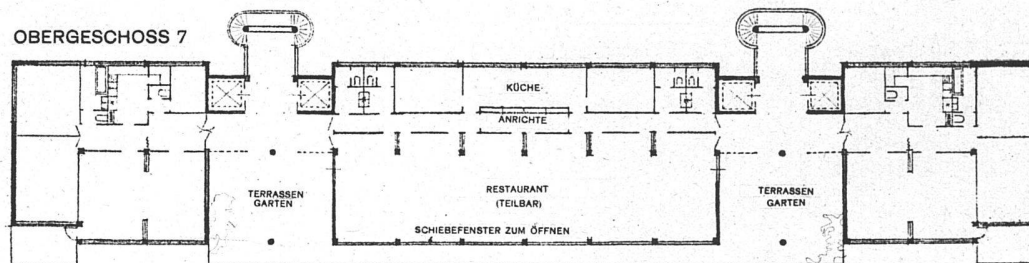 OBERGESCHOSS 7
KÜCHE
ANRICHTE
TERRASSEN
GARTEN
RESTAURANT
(TEILBAR)
SCHIEBEFENSTER ZUM ÖFFNEN
TERRASSEN
GARTEN